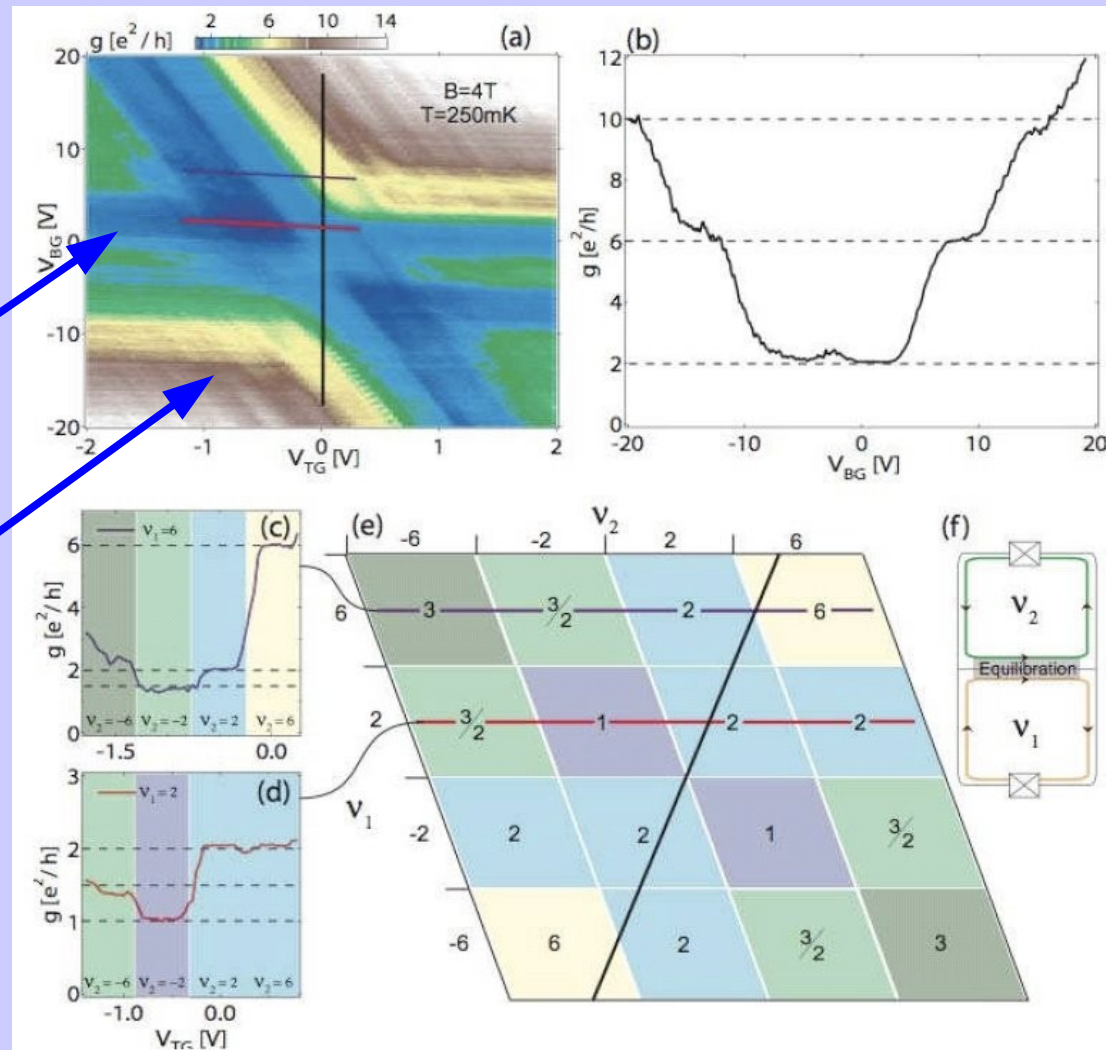 g [e²/h] 2 6 10 14 (a)
B=4T
T=250mK
20
10
0
-10
-20
V_BG [V]
-2 -1 0 1 2
V_TG [V]
(b)
12
10
8
6
4
2
0
g [e²/h]
-20 -10 0 10 20
V_BG [V]
(c)
ν₁=6
6
4
2
0
g [e²/h]
ν₂=-6 ν₂=-2 ν₂=2 ν₂=6
-1.5 0.0
(d)
ν₁=2
3
2
1
0
g [e²/h]
ν₂=-6 ν₂=-2 ν₂=2 ν₂=6
-1.0 0.0
V_TG [V]
(e)
ν₂
-6 -2 2 6
6 3 3/2 2 6
2 3/2 1 2 2
ν₁
-2 2 2 1 3/2
-6 6 2 3/2 3
(f)
ν₂
Equilibration
ν₁